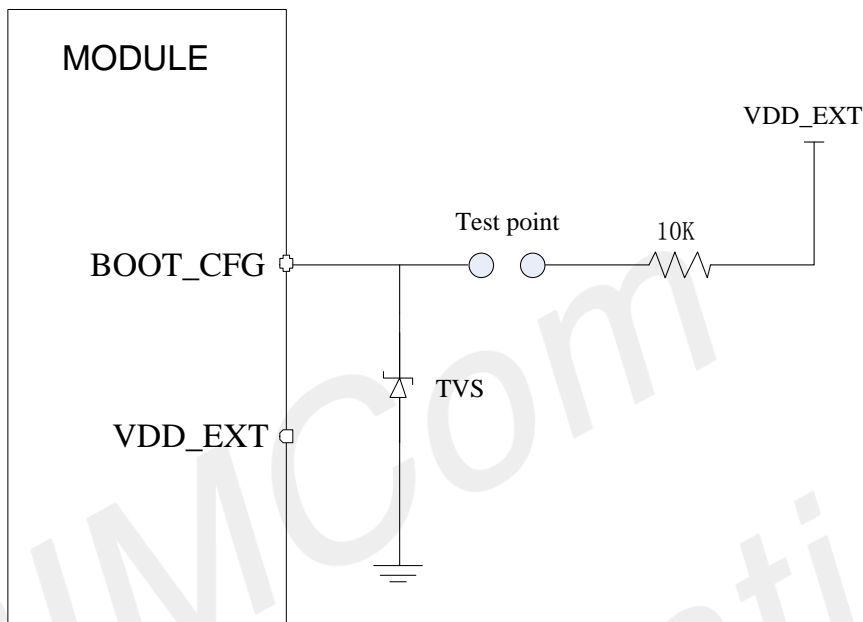 MODULE
VDD_EXT
Test point
10K
BOOT_CFG
TVS
VDD_EXT